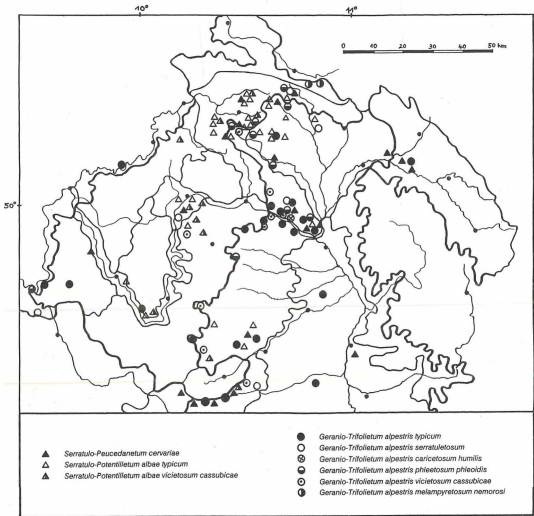 10°
11°
0 10 20 30 40 50 km
50°
Serratulo-Peucedanetum cervariae
Serratulo-Potentilletum albae typicum
Serratulo-Potentilletum albae vicietosum cassubicae
Geranio-Trifolietum alpestris typicum
Geranio-Trifolietum alpestris serratuletosum
Geranio-Trifolietum alpestris caricetosum humilis
Geranio-Trifolietum alpestris phleetosum phleoidis
Geranio-Trifolietum alpestris vicietosum cassubicae
Geranio-Trifolietum alpestris melampyretosum nemorosi